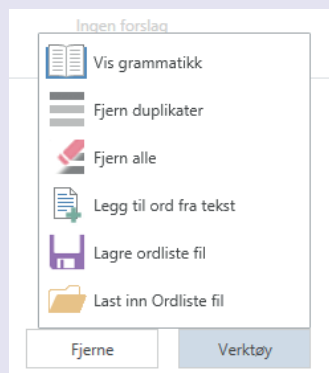 Ingen forslag
Vis grammatikk
Fjern duplikater
Fjern alle
Legg til ord fra tekst
Lagre ordliste fil
Last inn Ordliste fil
Fjerne
Verktøy